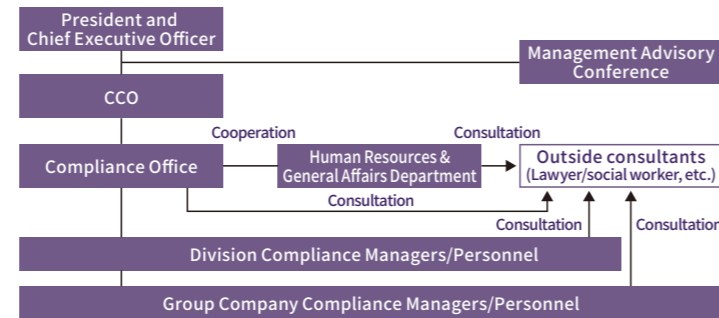 President and
Chief Executive Officer
Management Advisory
Conference
CCO
Cooperation
Consultation
Compliance Office
Human Resources &
General Affairs Department
Outside consultants
(Lawyer/social worker, etc.)
Consultation
Consultation
Consultation
Division Compliance Managers/Personnel
Group Company Compliance Managers/Personnel